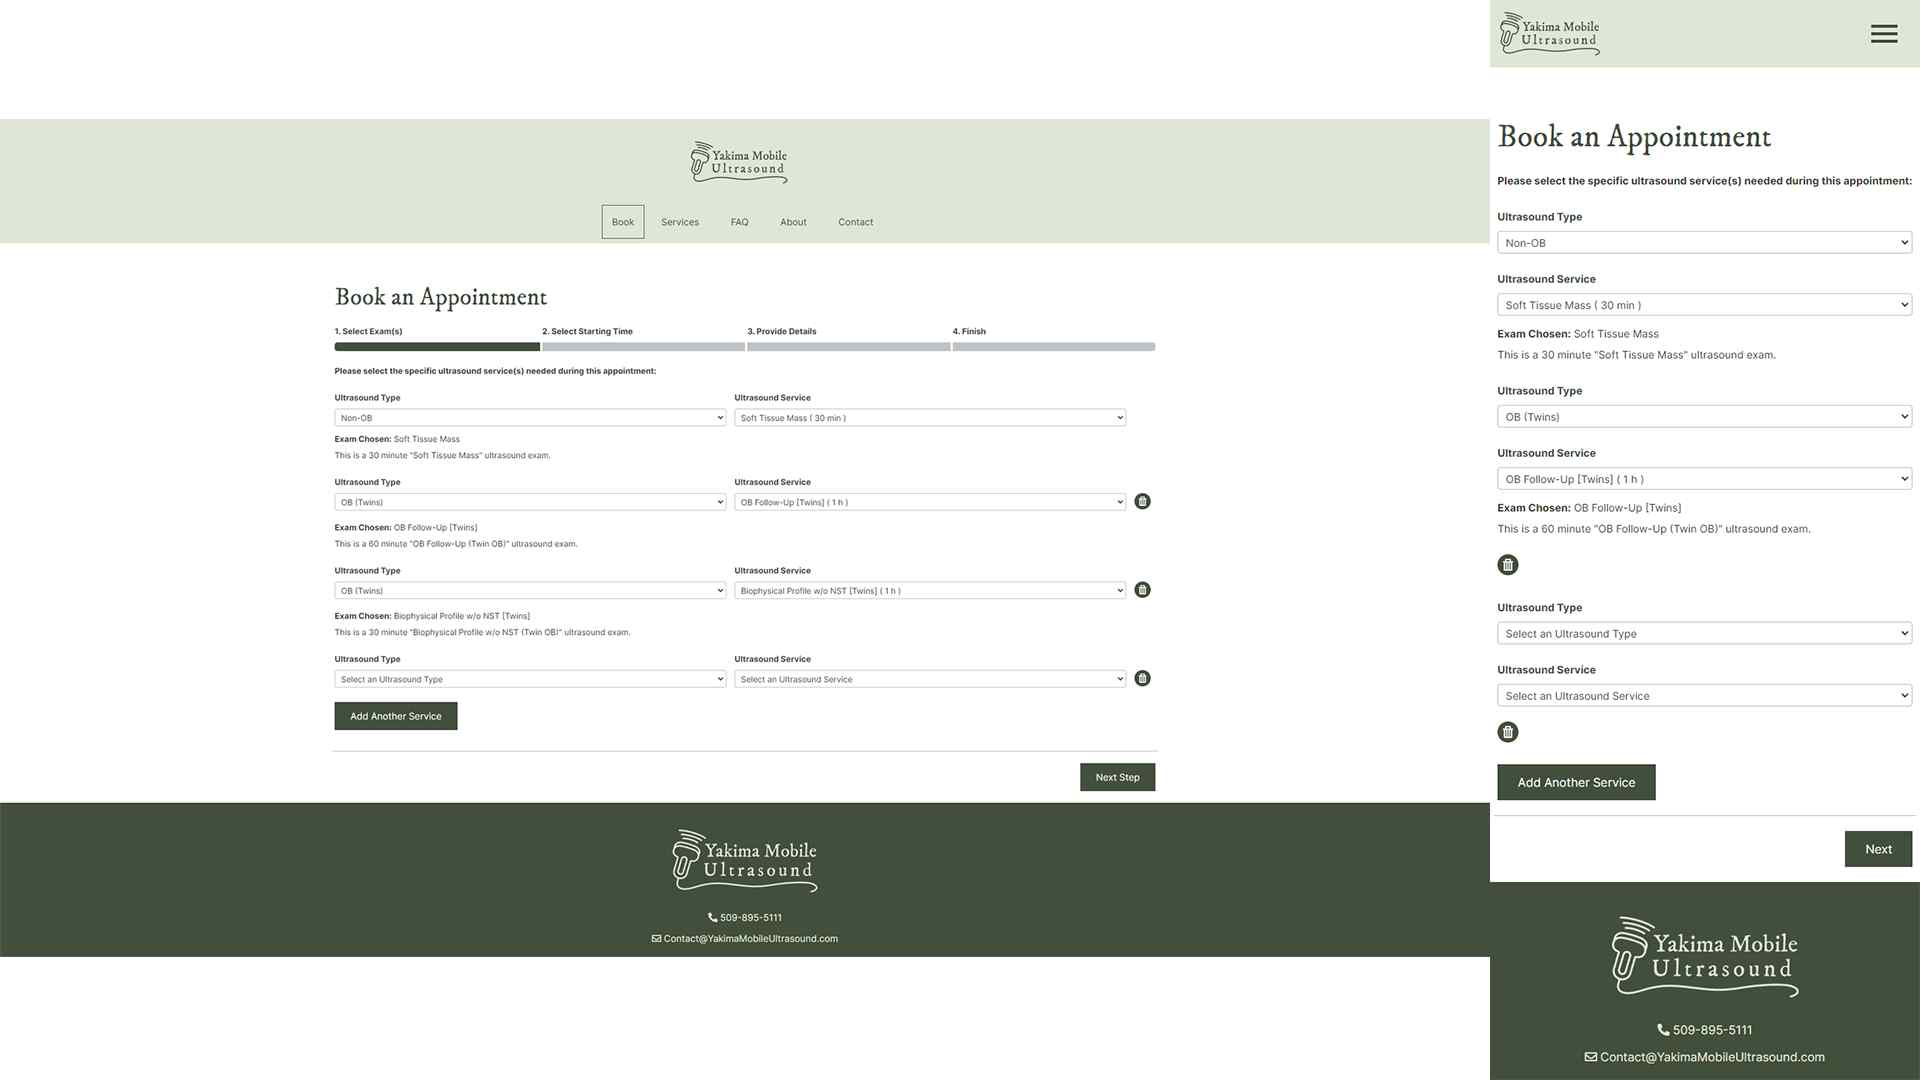 Yakima Mobile
Ultrasound
Book Services FAQ About Contact
Book an Appointment
1. Select Exam(s) 2. Select Starting Time 3. Provide Details 4. Finish
Please select the specific ultrasound service(s) needed during this appointment:
Ultrasound Type Ultrasound Service
Non-OB Soft Tissue Mass ( 30 min )
Exam Chosen: Soft Tissue Mass
This is a 30 minute "Soft Tissue Mass" ultrasound exam.
Ultrasound Type Ultrasound Service
OB (Twins) OB Follow-Up [Twins] ( 1 h )
Exam Chosen: OB Follow-Up [Twins]
This is a 60 minute "OB Follow-Up (Twin OB)" ultrasound exam.
Ultrasound Type Ultrasound Service
OB (Twins) Biophysical Profile w/o NST [Twins] ( 1 h )
Exam Chosen: Biophysical Profile w/o NST [Twins]
This is a 30 minute "Biophysical Profile w/o NST (Twin OB)" ultrasound exam.
Ultrasound Type Ultrasound Service
Select an Ultrasound Type Select an Ultrasound Service
Add Another Service
Next Step
Yakima Mobile
Ultrasound
509-895-5111
Contact@YakimaMobileUltrasound.com
Yakima Mobile
Ultrasound
Book an Appointment
Please select the specific ultrasound service(s) needed during this appointment:
Ultrasound Type
Non-OB
Ultrasound Service
Soft Tissue Mass ( 30 min )
Exam Chosen: Soft Tissue Mass
This is a 30 minute "Soft Tissue Mass" ultrasound exam.
Ultrasound Type
OB (Twins)
Ultrasound Service
OB Follow-Up [Twins] ( 1 h )
Exam Chosen: OB Follow-Up [Twins]
This is a 60 minute "OB Follow-Up (Twin OB)" ultrasound exam.
Ultrasound Type
Select an Ultrasound Type
Ultrasound Service
Select an Ultrasound Service
Add Another Service
Next
Yakima Mobile
Ultrasound
509-895-5111
Contact@YakimaMobileUltrasound.com